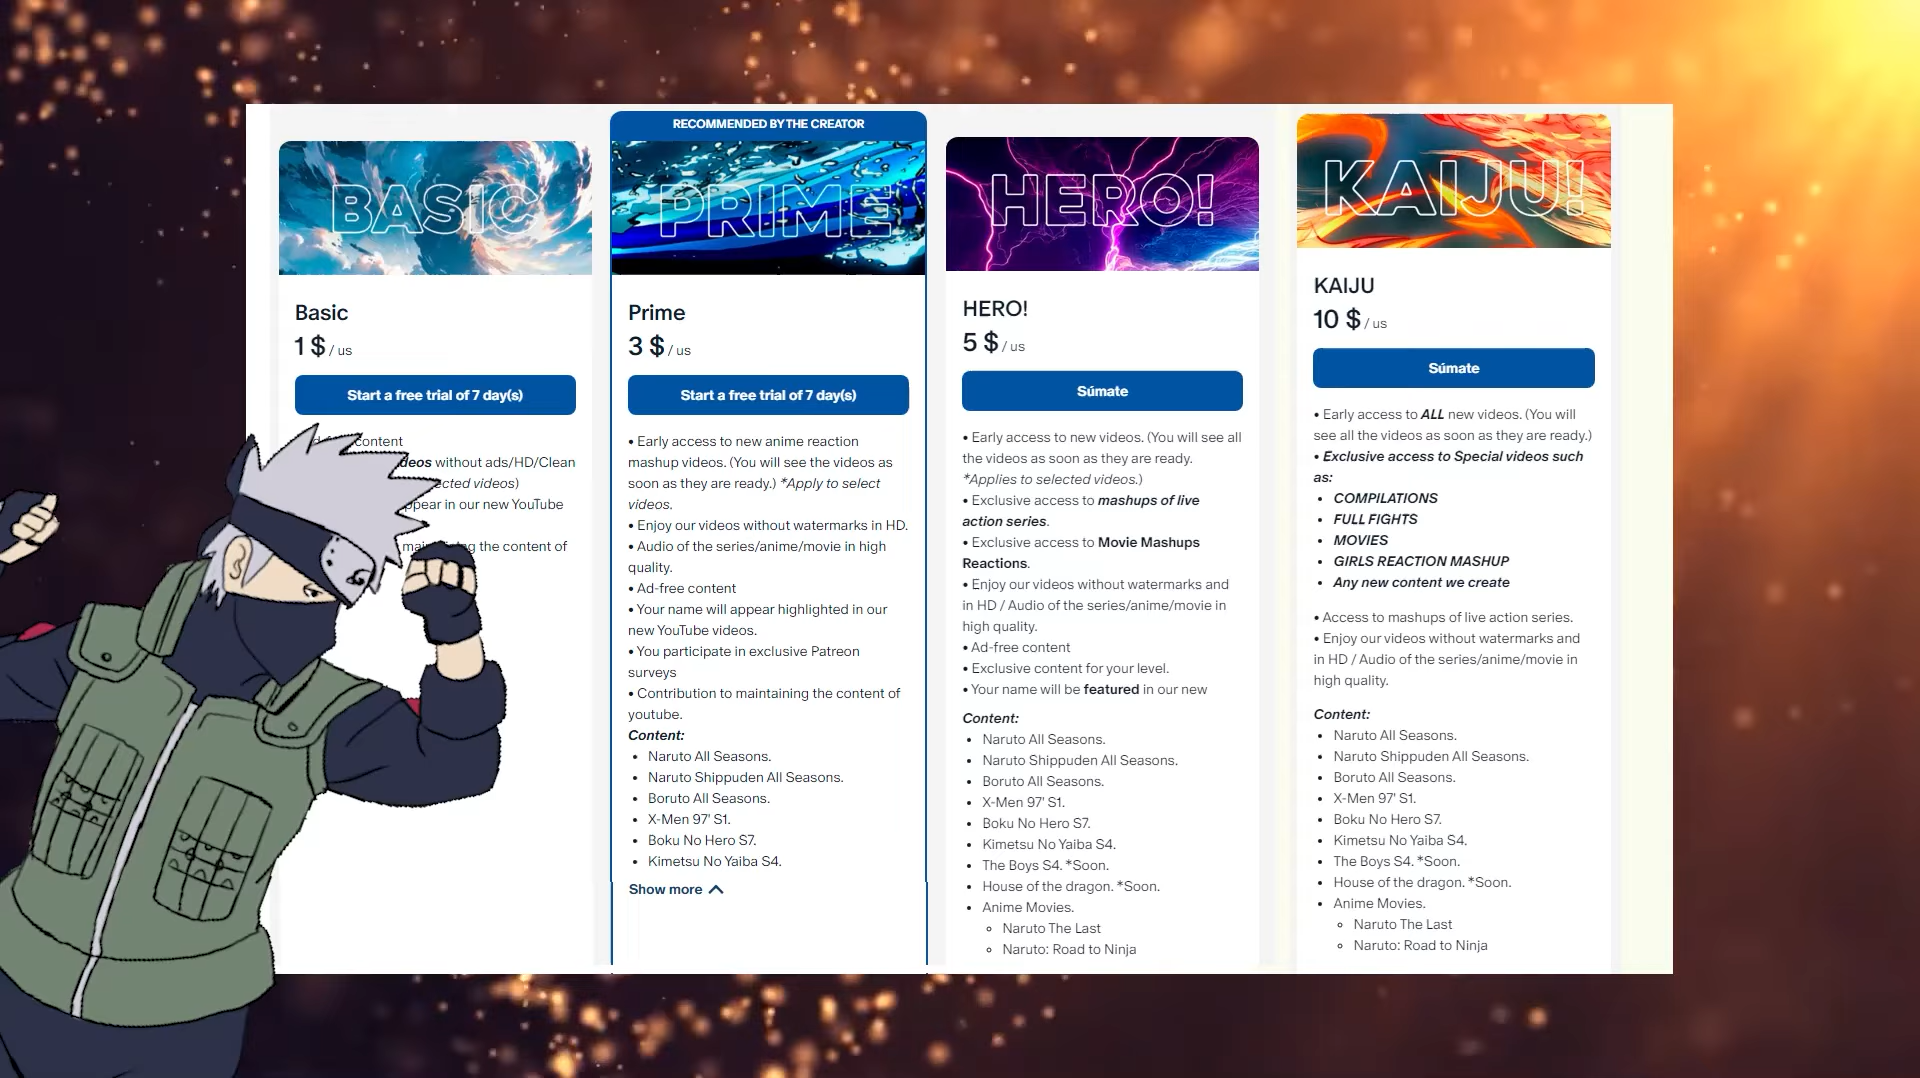 BASIC
Basic
1 $ / us
Start a free trial of 7 day(s)
content
without ads/HD/Clean
videos)
appear in our new YouTube
the content of
RECOMMENDED BY THE CREATOR
PRIME
Prime
3 $ / us
Start a free trial of 7 day(s)
• Early access to new anime reaction
mashup videos. (You will see the videos as
soon as they are ready.) *Apply to select
videos.
• Enjoy our videos without watermarks in HD.
• Audio of the series/anime/movie in high
quality.
• Ad-free content
• Your name will appear highlighted in our
new YouTube videos.
• You participate in exclusive Patreon
surveys
• Contribution to maintaining the content of
youtube.
Content:
• Naruto All Seasons.
• Naruto Shippuden All Seasons.
• Boruto All Seasons.
• X-Men 97' S1.
• Boku No Hero S7.
• Kimetsu No Yaiba S4.
Show more
HERO!
HERO!
5 $ / us
Súmate
• Early access to new videos. (You will see all
the videos as soon as they are ready.
*Applies to selected videos.)
• Exclusive access to mashups of live
action series.
• Exclusive access to Movie Mashups
Reactions.
• Enjoy our videos without watermarks and
in HD / Audio of the series/anime/movie in
high quality.
• Ad-free content
• Exclusive content for your level.
• Your name will be featured in our new
Content:
• Naruto All Seasons.
• Naruto Shippuden All Seasons.
• Boruto All Seasons.
• X-Men 97' S1.
• Boku No Hero S7.
• Kimetsu No Yaiba S4.
• The Boys S4. *Soon.
• House of the dragon. *Soon.
• Anime Movies.
◦ Naruto The Last
◦ Naruto: Road to Ninja
KAIJU!
KAIJU
10 $ / us
Súmate
• Early access to ALL new videos. (You will
see all the videos as soon as they are ready.)
• Exclusive access to Special videos such
as:
• COMPILATIONS
• FULL FIGHTS
• MOVIES
• GIRLS REACTION MASHUP
• Any new content we create
• Access to mashups of live action series.
• Enjoy our videos without watermarks and
in HD / Audio of the series/anime/movie in
high quality.
Content:
• Naruto All Seasons.
• Naruto Shippuden All Seasons.
• Boruto All Seasons.
• X-Men 97' S1.
• Boku No Hero S7.
• Kimetsu No Yaiba S4.
• The Boys S4. *Soon.
• House of the dragon. *Soon.
• Anime Movies.
◦ Naruto The Last
◦ Naruto: Road to Ninja